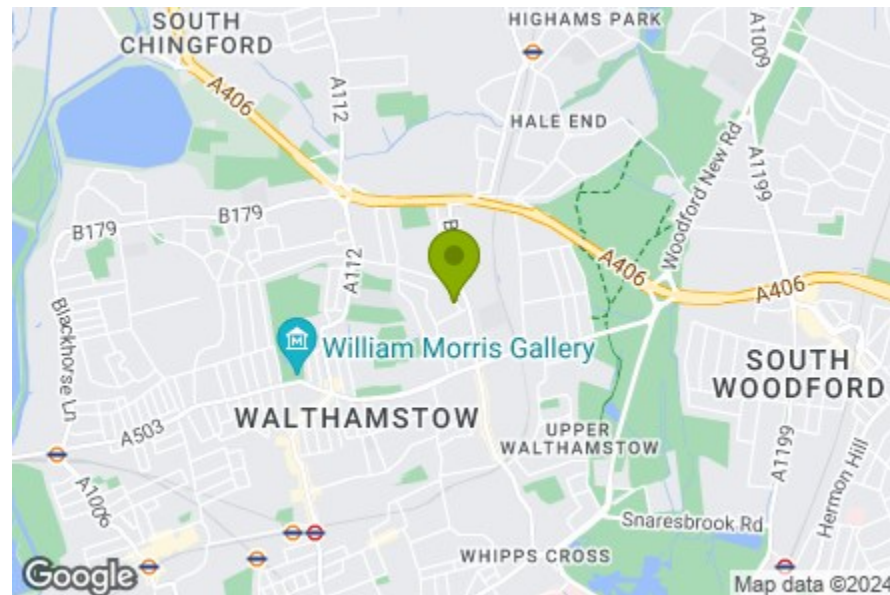 SOUTH
CHINGFORD
HIGHAMS PARK
A1009
A406
A112
HALE END
Woodford New Rd
A1199
B179
B179
B
A112
A406
A406
Blackhorse Ln
William Morris Gallery
SOUTH
WOODFORD
WALTHAMSTOW
A503
UPPER
WALTHAMSTOW
A1199
Hermon Hill
A1006
Snaresbrook Rd
WHIPPS CROSS
Google
Map data ©2024